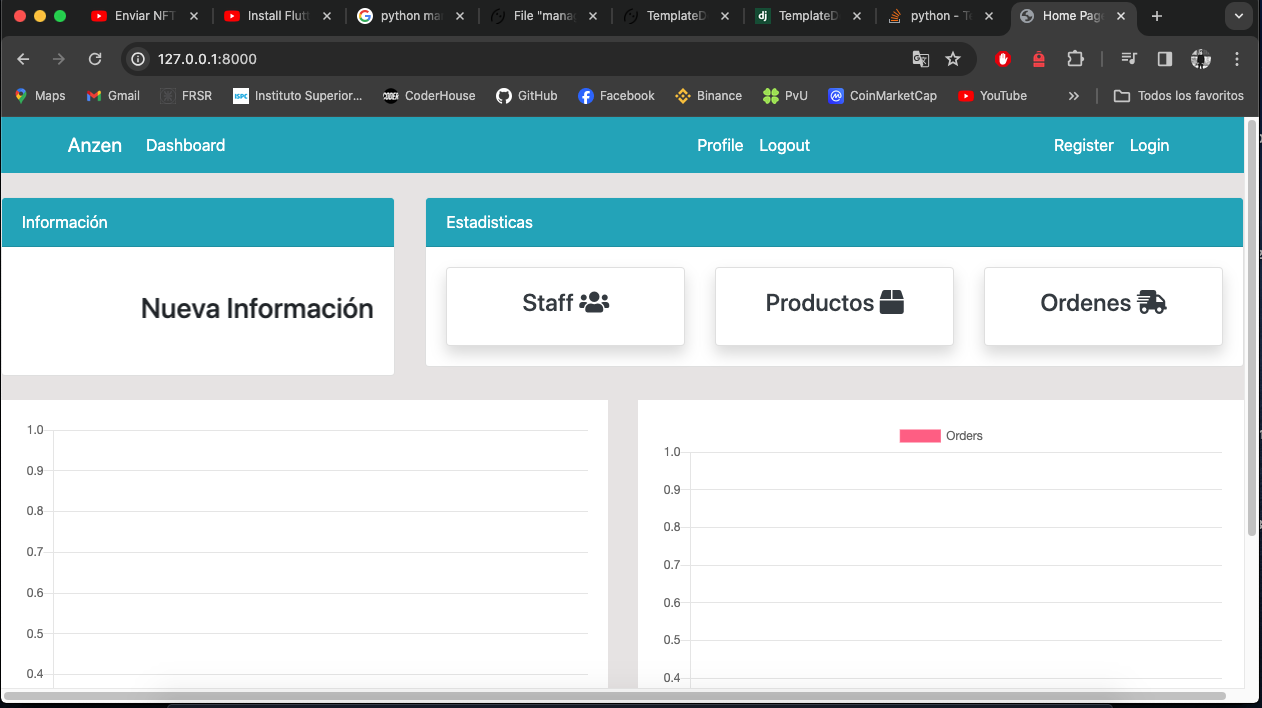 Enviar NFT
Install Flutt
python ma
File "mana
TemplateD
TemplateD
python - Te
Home Page
127.0.0.1:8000
Maps
Gmail
FRSR
ISPC
Instituto Superior...
CoderHouse
GitHub
Facebook
Binance
PvU
CoinMarketCap
YouTube
Todos los favoritos
Anzen
Dashboard
Profile
Logout
Register
Login
Información
Nueva Información
Estadisticas
Staff
Productos
Ordenes
1.0
0.9
0.8
0.7
0.6
0.5
0.4
Orders
1.0
0.9
0.8
0.7
0.6
0.5
0.4